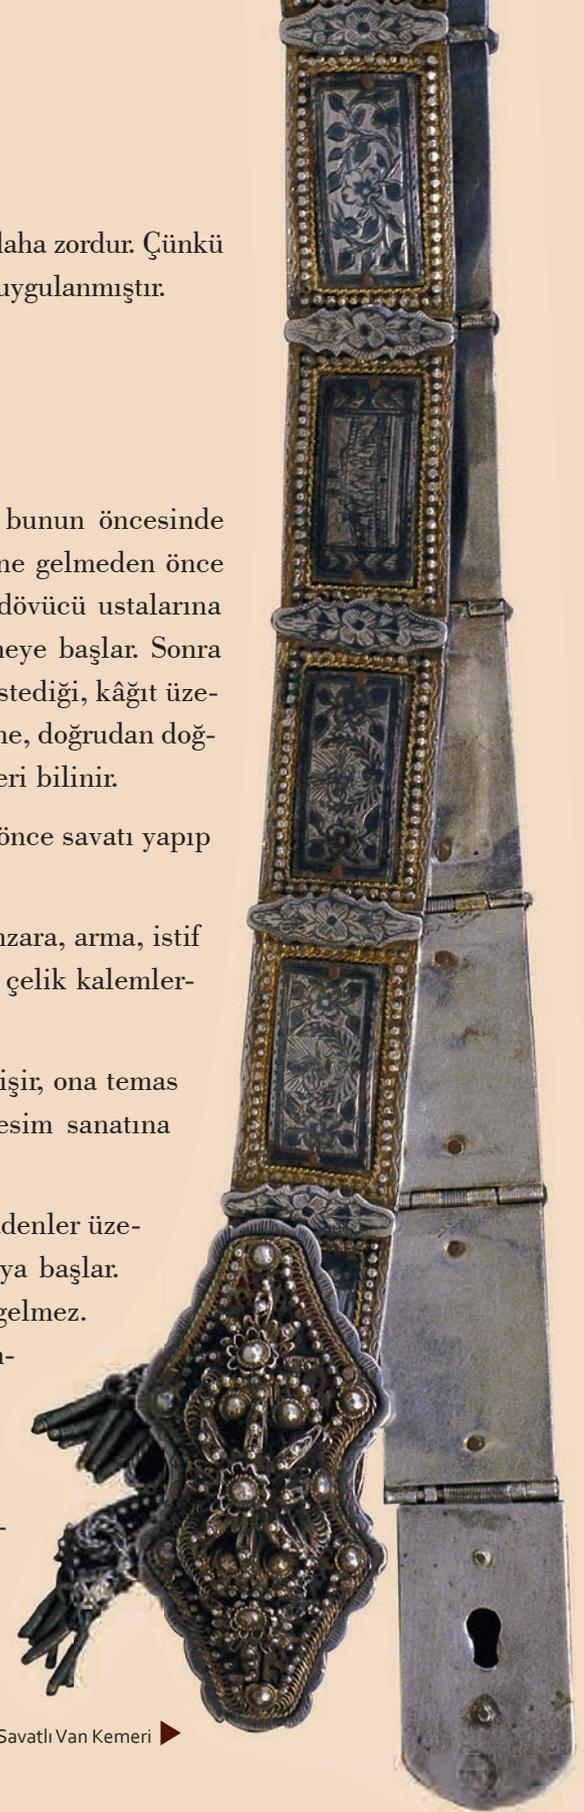 daha zordur. Çünkü
uygulanmıştır.
bunun öncesinde
ne gelmeden önce
dövücü ustalarına
meye başlar. Sonra
stediği, kâğıt üze-
ne, doğrudan doğ-
eri bilinir.
önce savatı yapıp
nzara, arma, istif
çelik kalemler-
işir, ona temas
esim sanatına
adenler üze-
ya başlar.
gelmez.
n-
-
Savatlı Van Kemeri